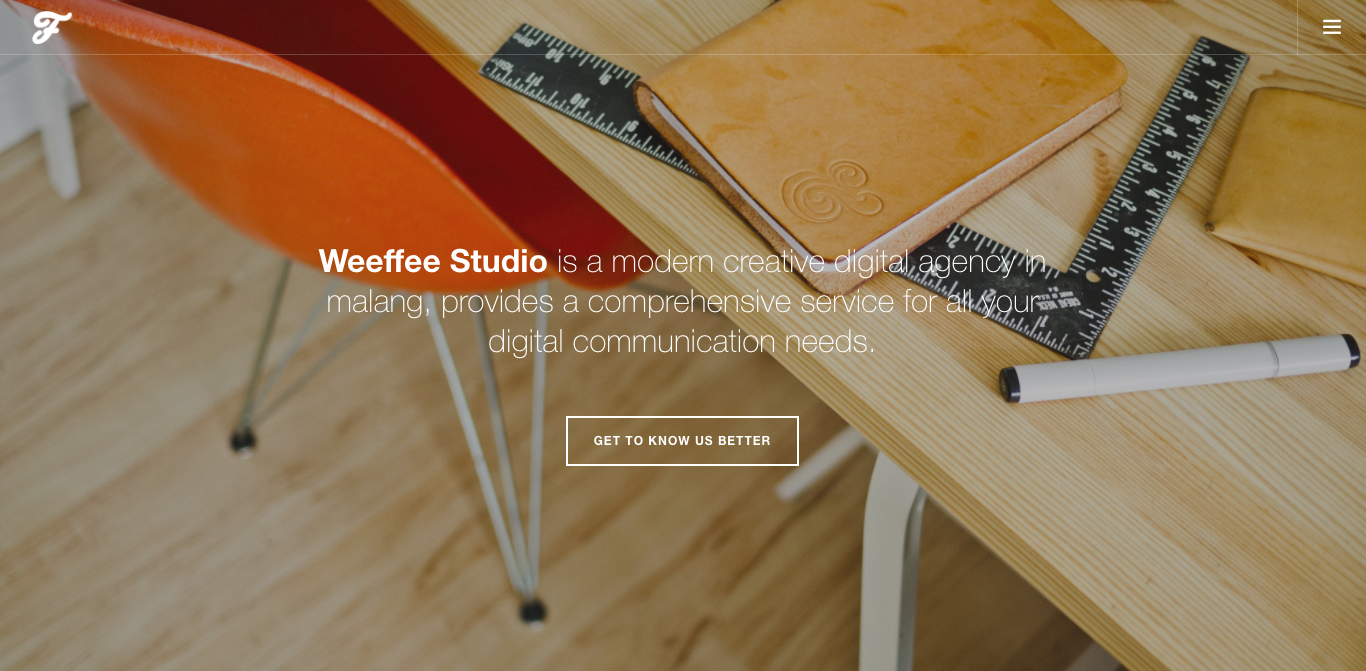 F
Weeffee Studio is a modern creative digital agency in
malang, provides a comprehensive service for all your
digital communication needs.
GET TO KNOW US BETTER